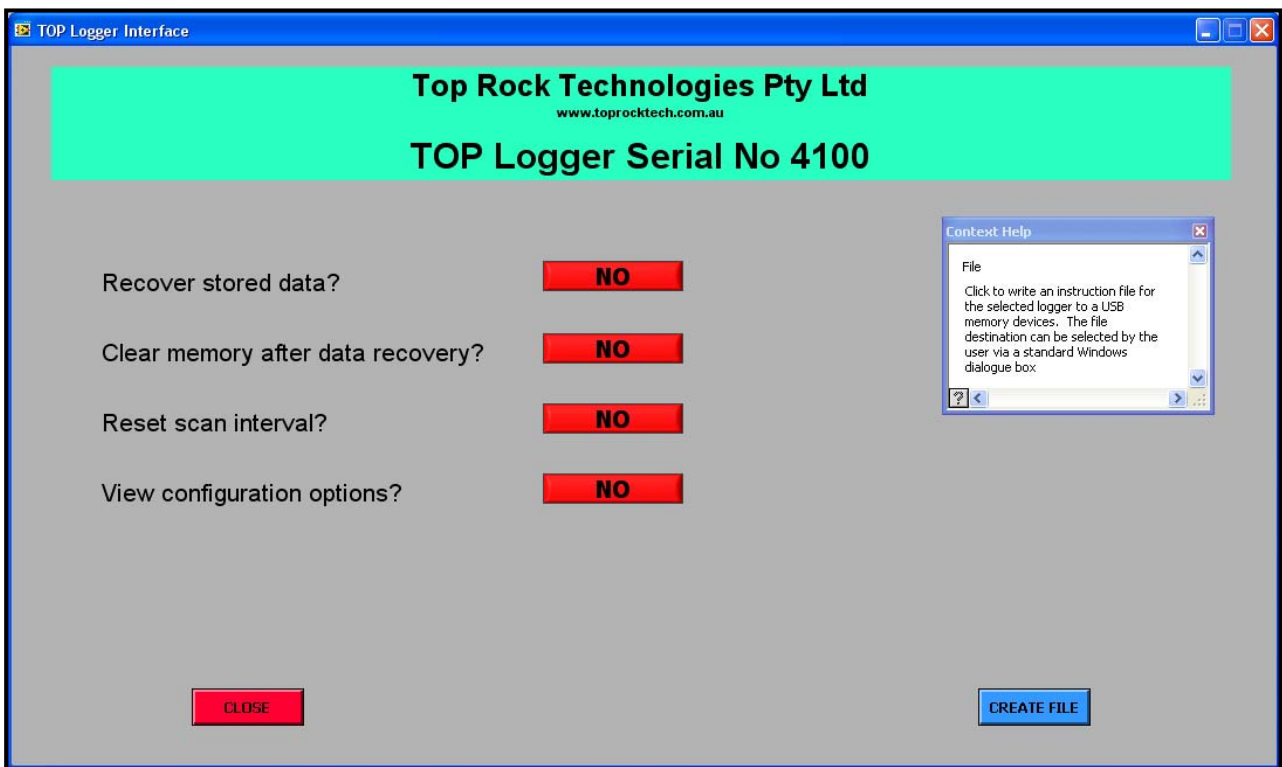 TOP Logger Interface
Top Rock Technologies Pty Ltd
www.toprocktech.com.au
TOP Logger Serial No 4100
Recover stored data? NO
Clear memory after data recovery? NO
Reset scan interval? NO
View configuration options? NO
Context Help
File
Click to write an instruction file for
the selected logger to a USB
memory devices. The file
destination can be selected by the
user via a standard Windows
dialogue box
?
CLOSE
CREATE FILE